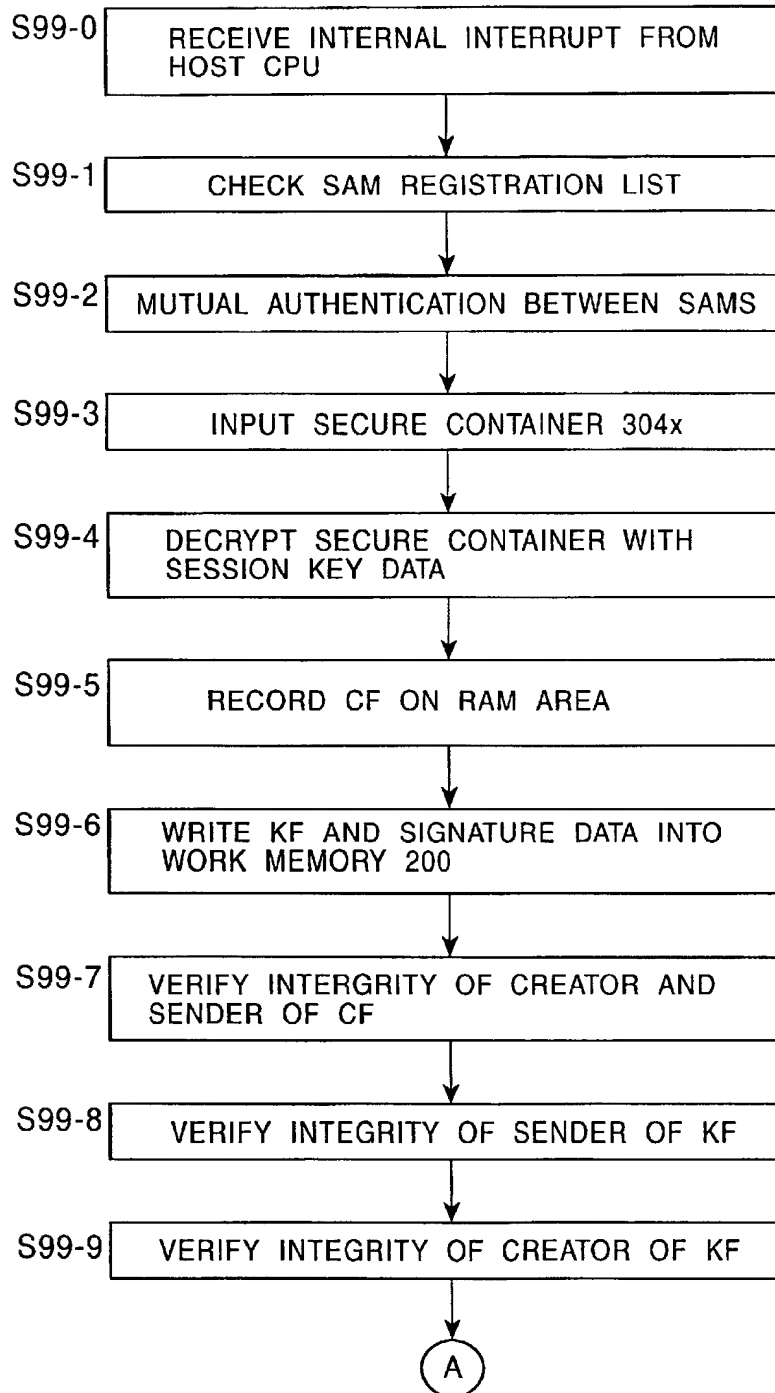 S99-0
RECEIVE INTERNAL INTERRUPT FROM
HOST CPU
S99-1
CHECK SAM REGISTRATION LIST
S99-2
MUTUAL AUTHENTICATION BETWEEN SAMS
S99-3
INPUT SECURE CONTAINER 304x
S99-4
DECRYPT SECURE CONTAINER WITH
SESSION KEY DATA
S99-5
RECORD CF ON RAM AREA
S99-6
WRITE KF AND SIGNATURE DATA INTO
WORK MEMORY 200
S99-7
VERIFY INTERGRITY OF CREATOR AND
SENDER OF CF
S99-8
VERIFY INTEGRITY OF SENDER OF KF
S99-9
VERIFY INTEGRITY OF CREATOR OF KF
A